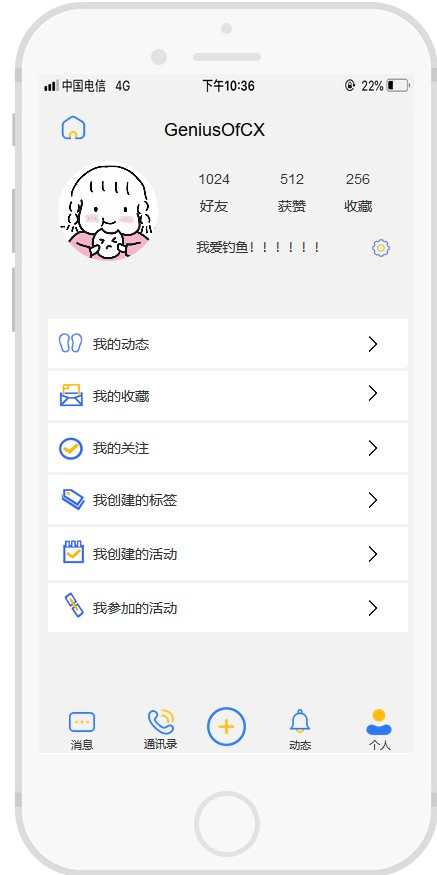 中国电信 4G 下午10:36 22%
GeniusOfCX
1024 512 256
好友 获赞 收藏
我爱钓鱼！！！！！！
我的动态
我的收藏
我的关注
我创建的标签
我创建的活动
我参加的活动
消息 通讯录 动态 个人